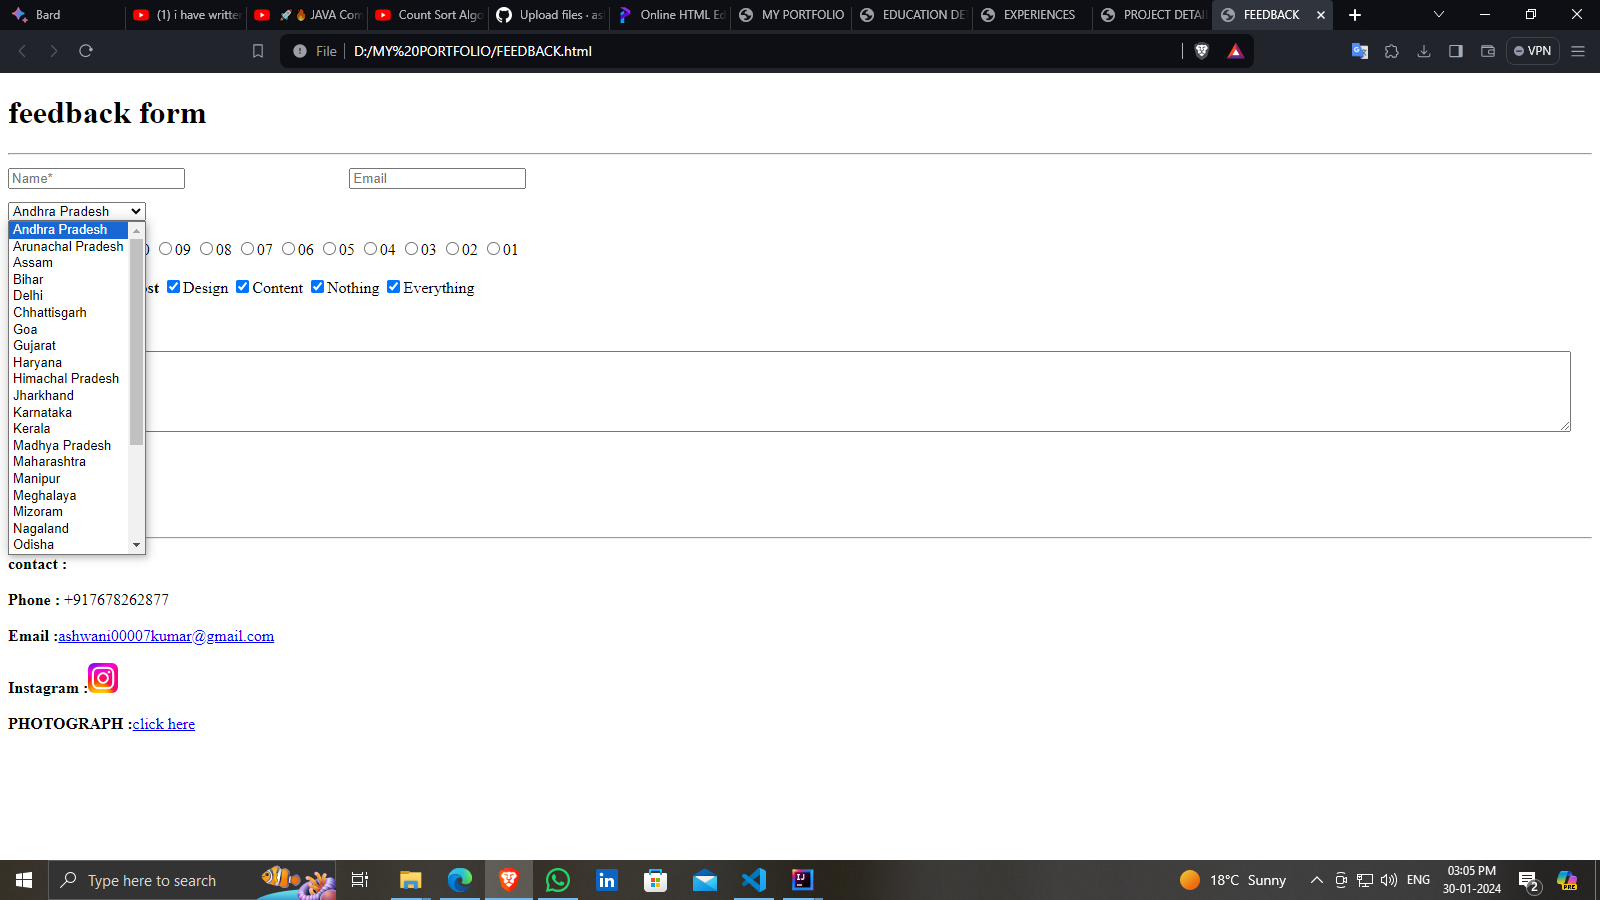 Bard
(1) i have writter
JAVA Com
Count Sort Algo
Upload files · as
Online HTML Ed
MY PORTFOLIO
EDUCATION DE
EXPERIENCES
PROJECT DETAI
FEEDBACK
File
D:/MY%20PORTFOLIO/FEEDBACK.html
VPN
feedback form
Name*
Email
Andhra Pradesh
Andhra Pradesh
Arunachal Pradesh
0 09 08 07 06 05 04 03 02 01
Assam
Bihar
ost Design Content Nothing Everything
Delhi
Chhattisgarh
Goa
Gujarat
Haryana
Himachal Pradesh
Jharkhand
Karnataka
Kerala
Madhya Pradesh
Maharashtra
Manipur
Meghalaya
Mizoram
Nagaland
Odisha
contact :
Phone : +917678262877
Email :ashwani00007kumar@gmail.com
Instagram :
PHOTOGRAPH :click here
Type here to search
18°C Sunny
ENG
03:05 PM
30-01-2024
2
PRE